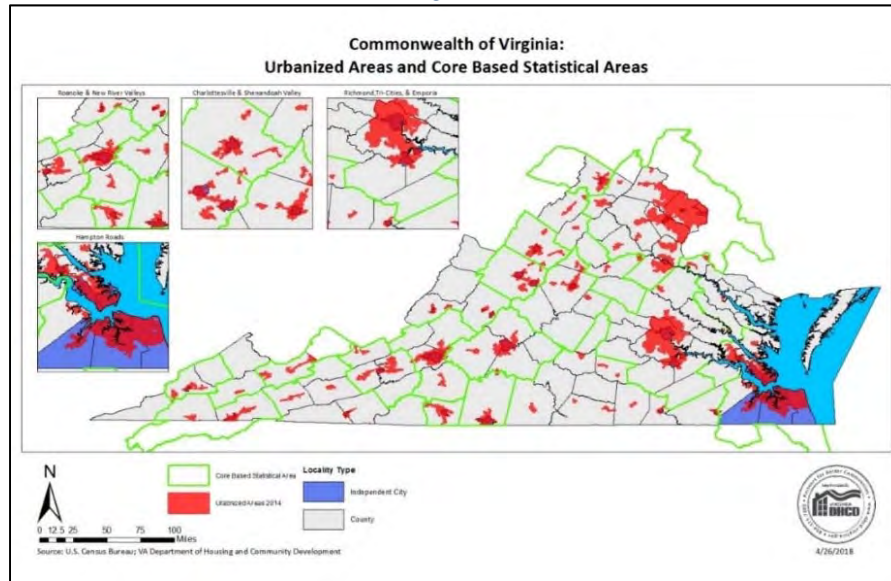 Commonwealth of Virginia:
Urbanized Areas and Core Based Statistical Areas
Roanoke & New River Valleys
Charlottesville & Shenandoah Valley
Richmond,Tri-Cities, & Emporia
Hampton Roads
N
0 12.5 25 50 75 100
Miles
Core Based Statistical Area
Urbanized Areas 2014
Locality Type
Independent City
County
DHCD
4/26/2018
Source: U.S. Census Bureau; VA Department of Housing and Community Development